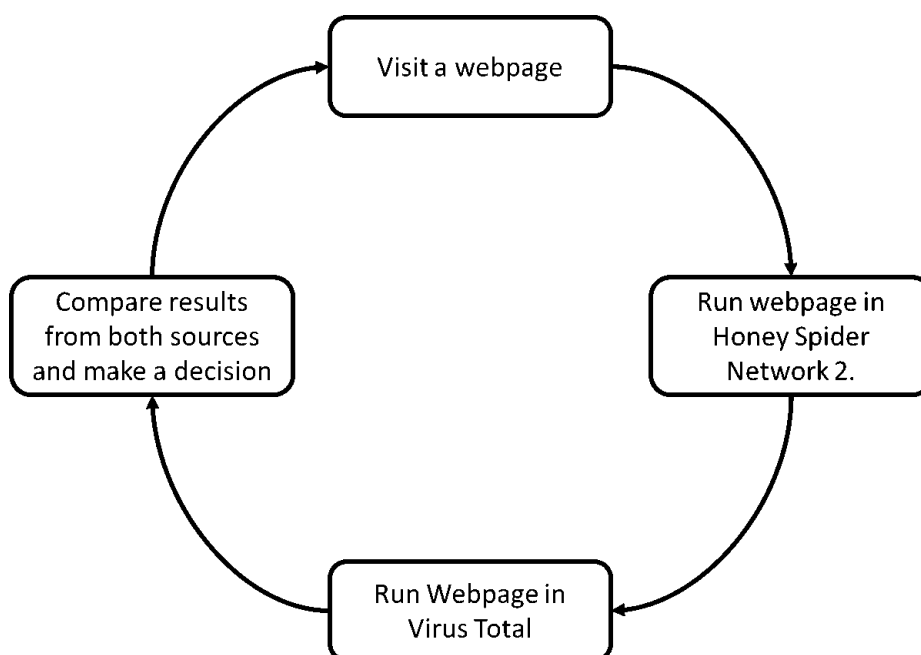 Visit a webpage
Run webpage in
Honey Spider
Network 2.
Run Webpage in
Virus Total
Compare results
from both sources
and make a decision